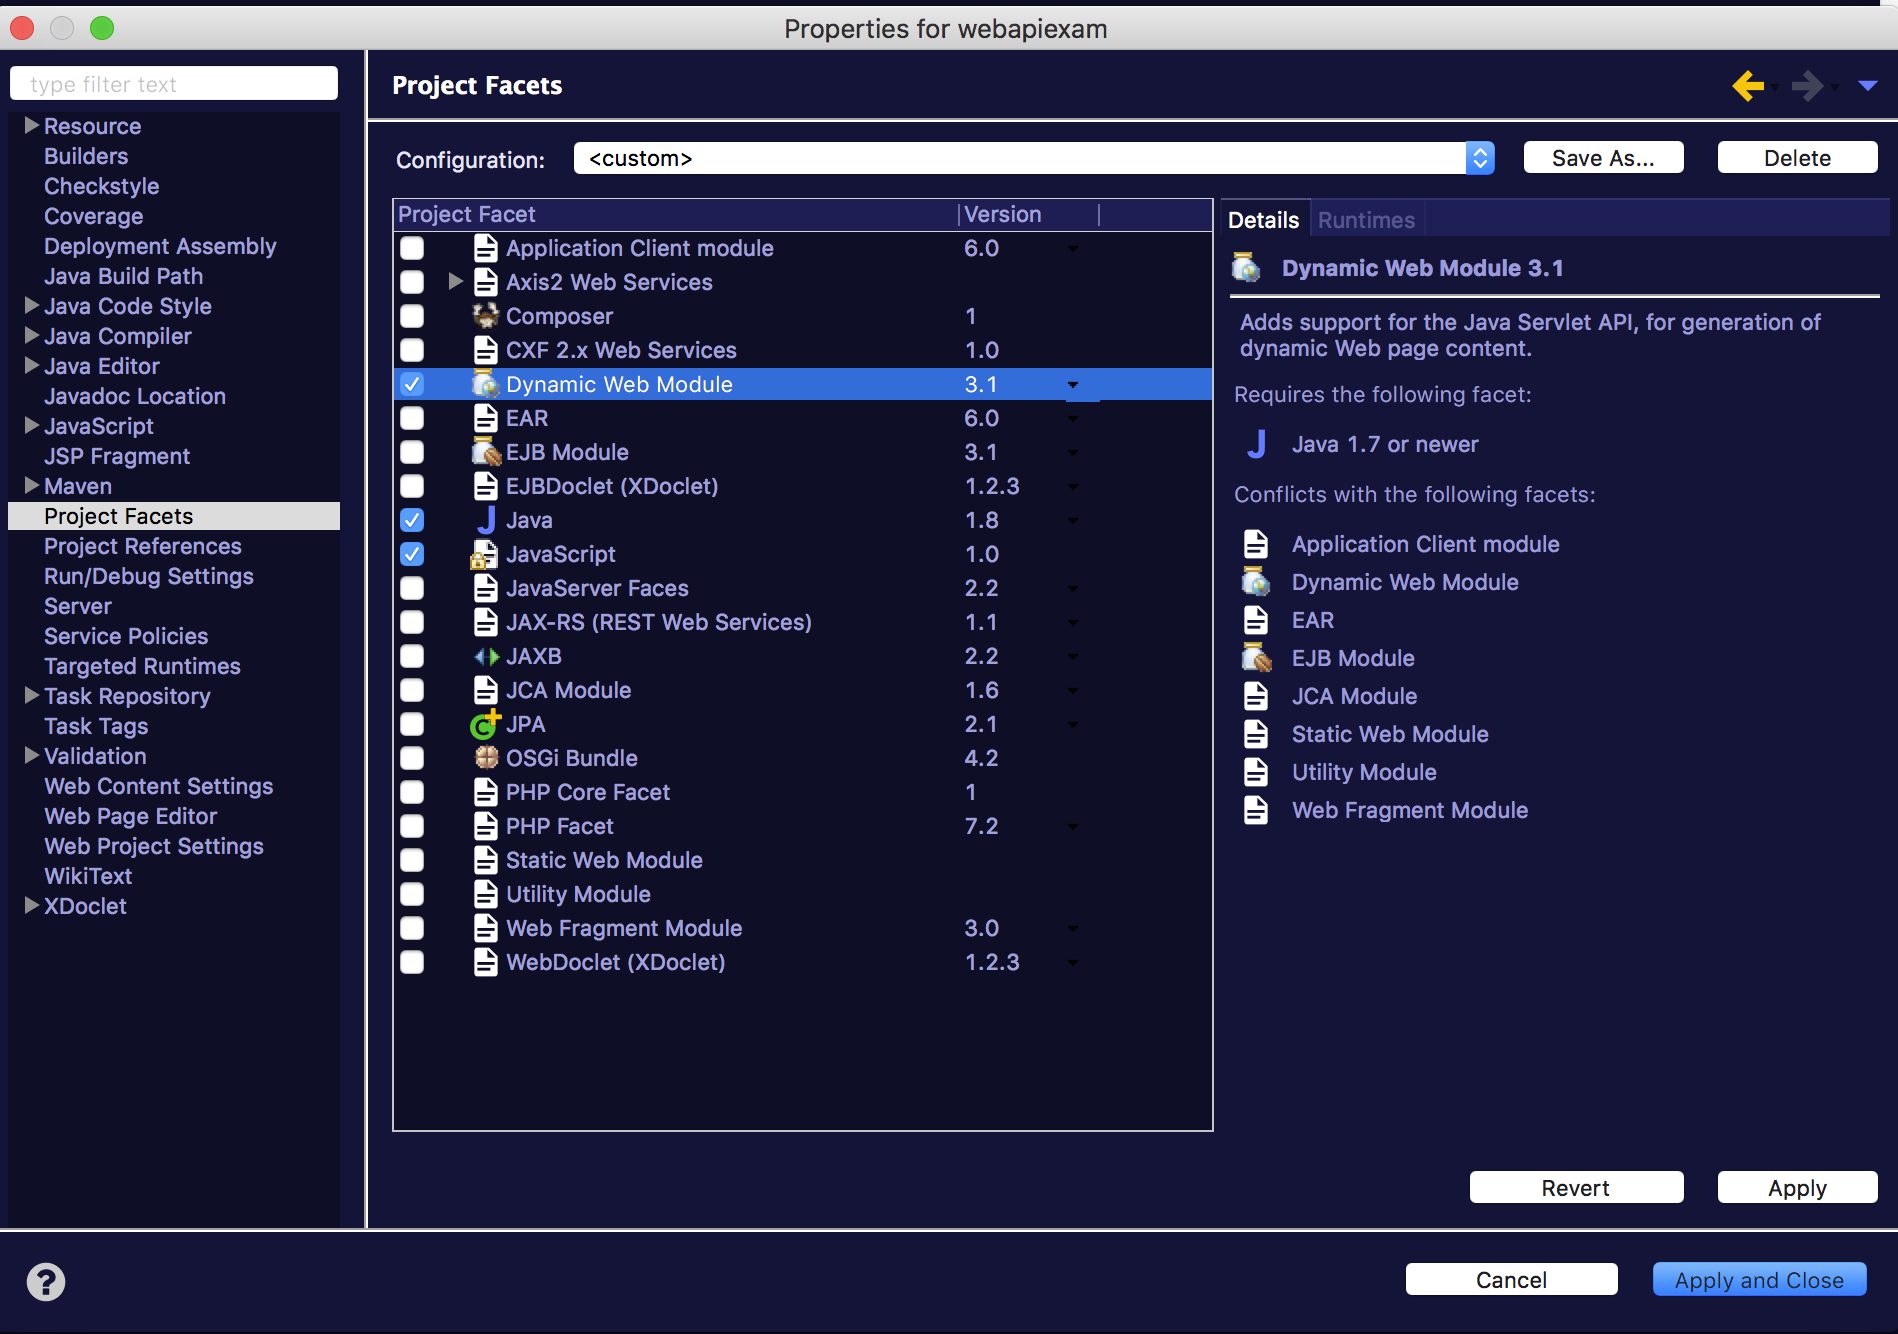 Properties for webapiexam
type filter text
Resource
Builders
Checkstyle
Coverage
Deployment Assembly
Java Build Path
Java Code Style
Java Compiler
Java Editor
Javadoc Location
JavaScript
JSP Fragment
Maven
Project Facets
Project References
Run/Debug Settings
Server
Service Policies
Targeted Runtimes
Task Repository
Task Tags
Validation
Web Content Settings
Web Page Editor
Web Project Settings
WikiText
XDoclet
Project Facets
Configuration: <custom> Save As... Delete
Project Facet Version
Application Client module 6.0
Axis2 Web Services
Composer 1
CXF 2.x Web Services 1.0
Dynamic Web Module 3.1
EAR 6.0
EJB Module 3.1
EJBDoclet (XDoclet) 1.2.3
Java 1.8
JavaScript 1.0
JavaServer Faces 2.2
JAX-RS (REST Web Services) 1.1
JAXB 2.2
JCA Module 1.6
JPA 2.1
OSGi Bundle 4.2
PHP Core Facet 1
PHP Facet 7.2
Static Web Module
Utility Module
Web Fragment Module 3.0
WebDoclet (XDoclet) 1.2.3
Details Runtimes
Dynamic Web Module 3.1
Adds support for the Java Servlet API, for generation of
dynamic Web page content.
Requires the following facet:
Java 1.7 or newer
Conflicts with the following facets:
Application Client module
Dynamic Web Module
EAR
EJB Module
JCA Module
Static Web Module
Utility Module
Web Fragment Module
Revert Apply
? Cancel Apply and Close